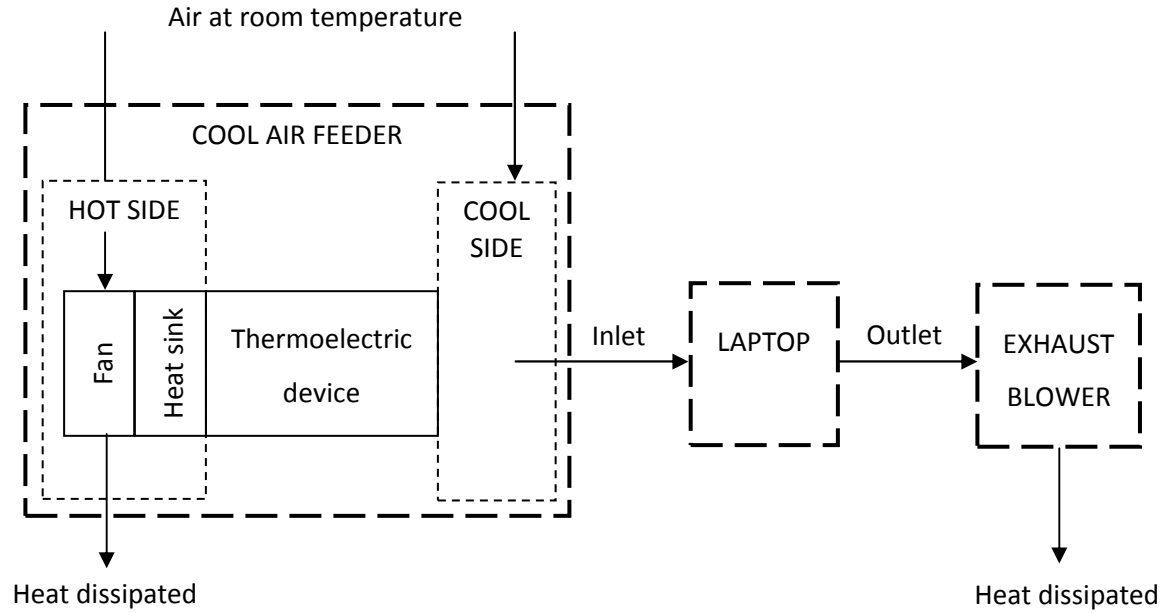 Air at room temperature
COOL AIR FEEDER
HOT SIDE
COOL
SIDE
Fan
Heat sink
Thermoelectric
device
Inlet
LAPTOP
Outlet
EXHAUST
BLOWER
Heat dissipated
Heat dissipated